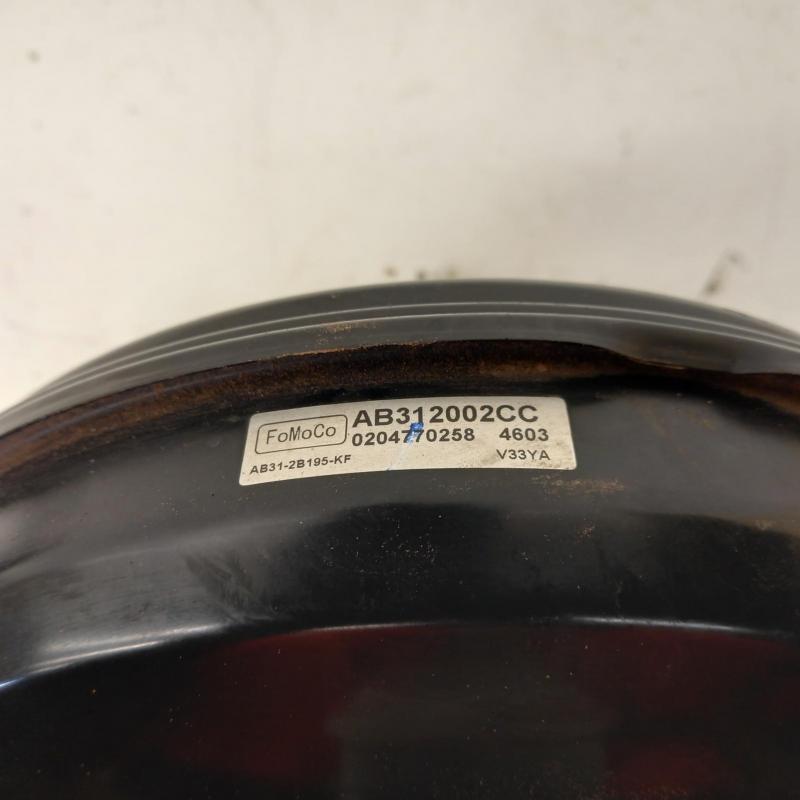 FoMoCo AB312002CC
0204770258 4603
AB31-2B195-KF V33YA